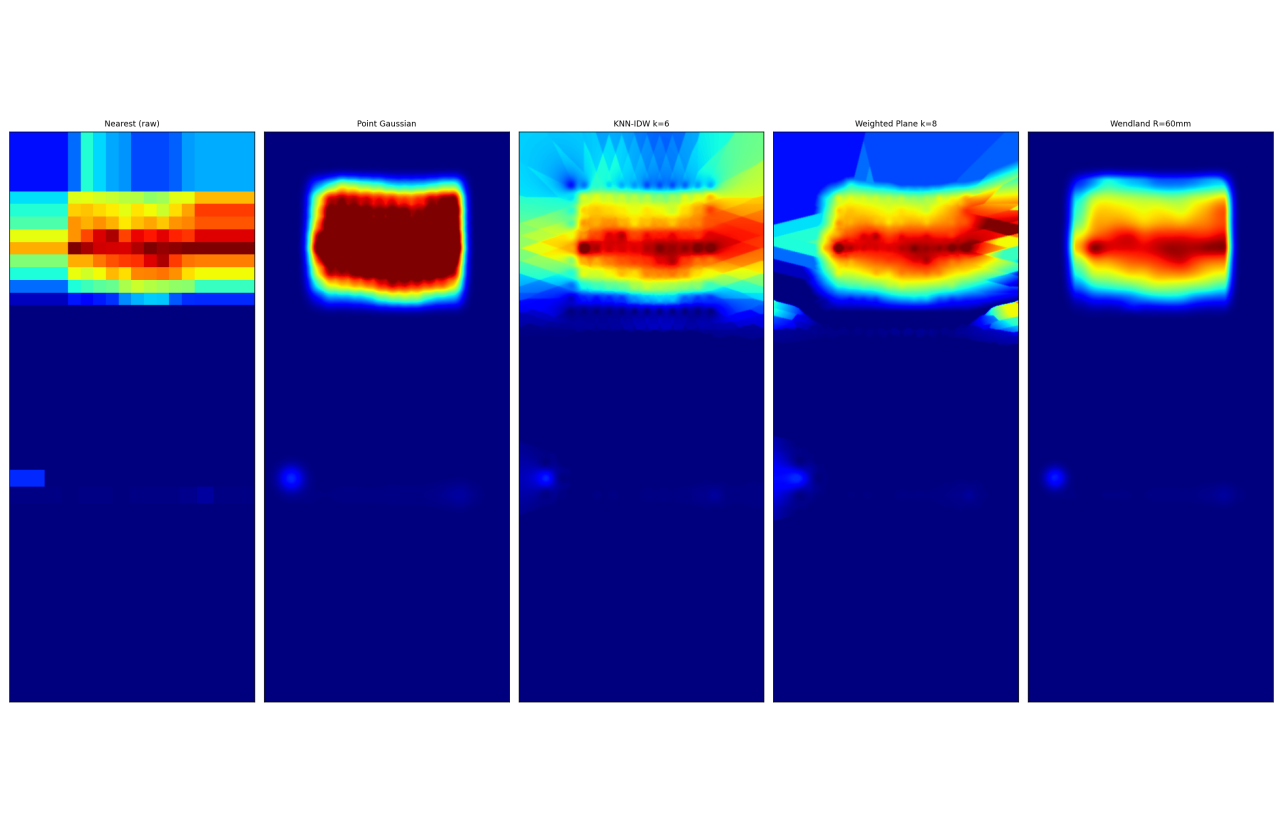 Nearest (raw)
Point Gaussian
KNN-IDW k=6
Weighted Plane k=8
Wendland R=60mm